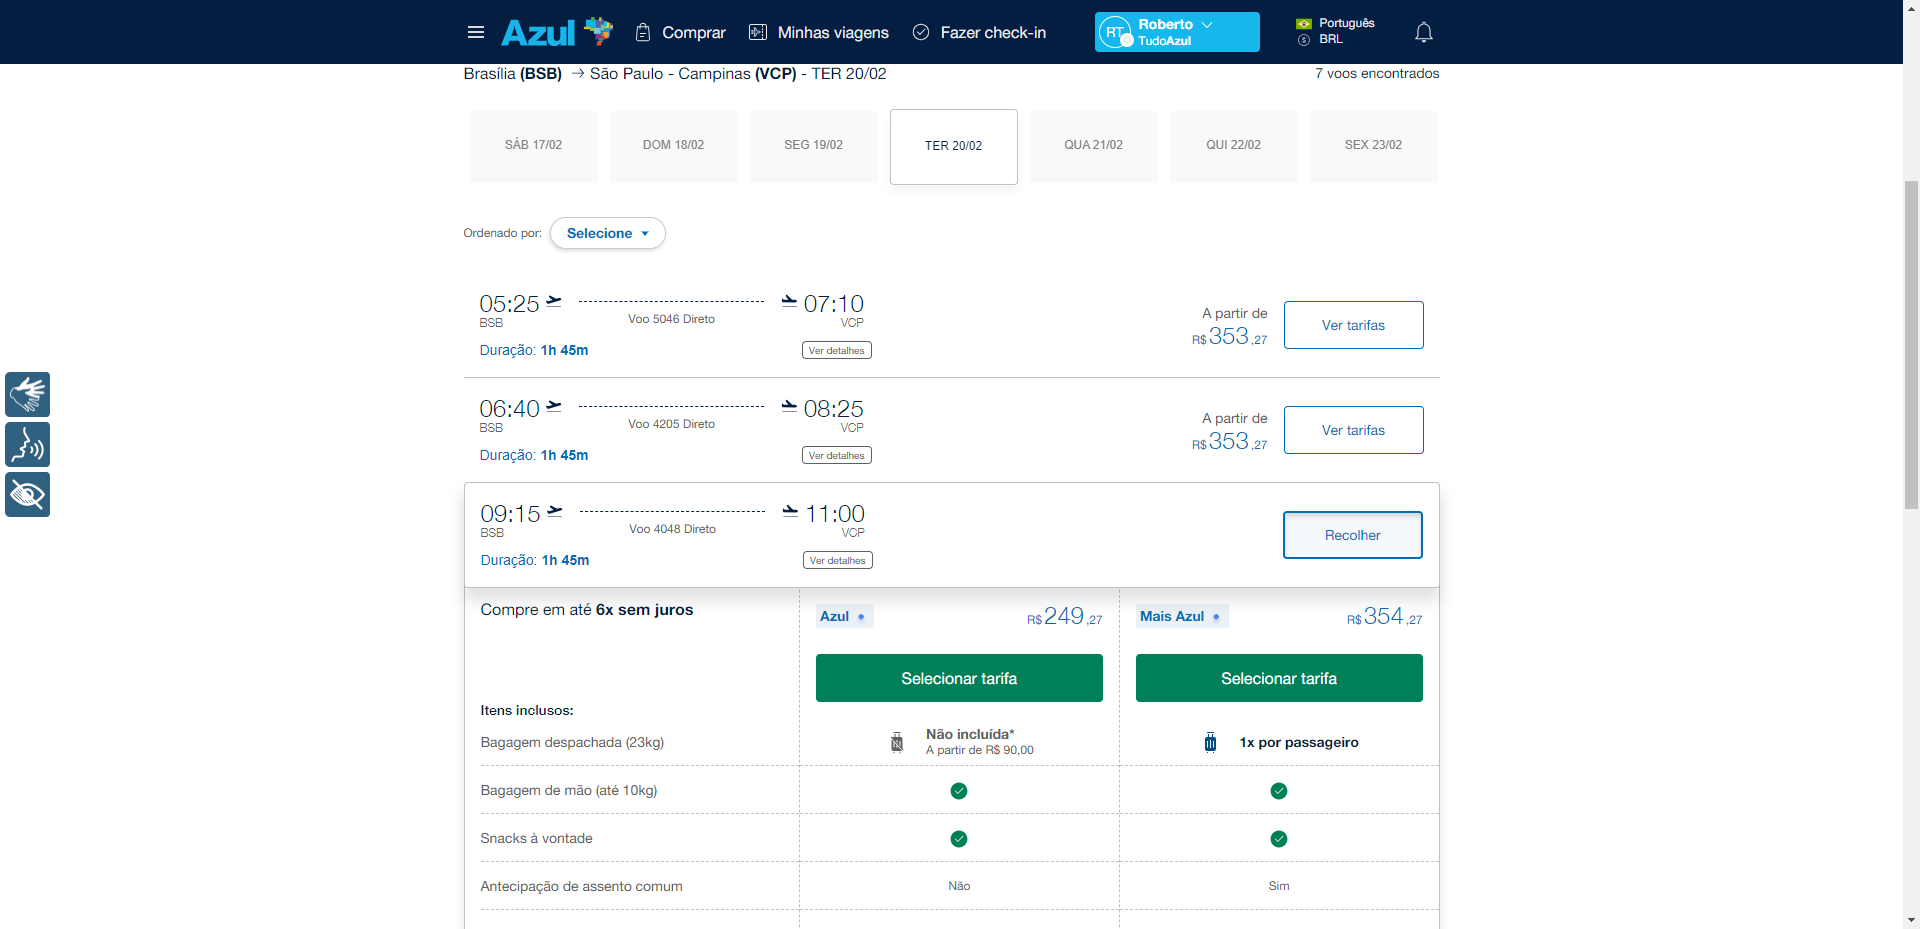 Azul
Comprar
Minhas viagens
Fazer check-in
RT
Roberto
TudoAzul
Português
BRL
Brasília (BSB) → São Paulo - Campinas (VCP) - TER 20/02
7 voos encontrados
SÁB 17/02
DOM 18/02
SEG 19/02
TER 20/02
QUA 21/02
QUI 22/02
SEX 23/02
Ordenado por:
Selecione
05:25
07:10
BSB
Voo 5046 Direto
VCP
Duração: 1h 45m
Ver detalhes
A partir de
R$ 353,27
Ver tarifas
06:40
08:25
BSB
Voo 4205 Direto
VCP
Duração: 1h 45m
Ver detalhes
A partir de
R$ 353,27
Ver tarifas
09:15
11:00
BSB
Voo 4048 Direto
VCP
Duração: 1h 45m
Ver detalhes
Recolher
Compre em até 6x sem juros
Azul
R$ 249,27
Mais Azul
R$ 354,27
Selecionar tarifa
Selecionar tarifa
Itens inclusos:
Bagagem despachada (23kg)
Não incluída*
A partir de R$ 90,00
1x por passageiro
Bagagem de mão (até 10kg)
Snacks à vontade
Antecipação de assento comum
Não
Sim